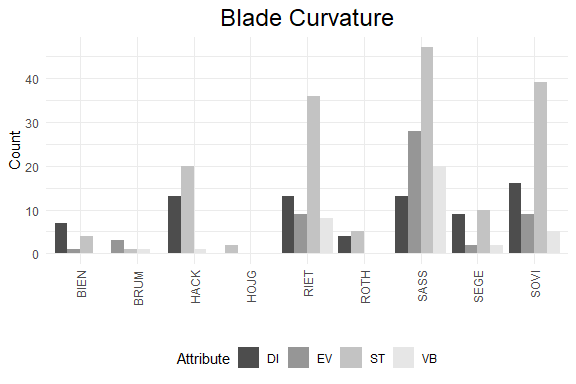 Blade Curvature
Count
40
30
20
10
0
BIEN BRUM HACK HOJG RIET ROTH SASS SEGE SOVI
Attribute DI EV ST VB